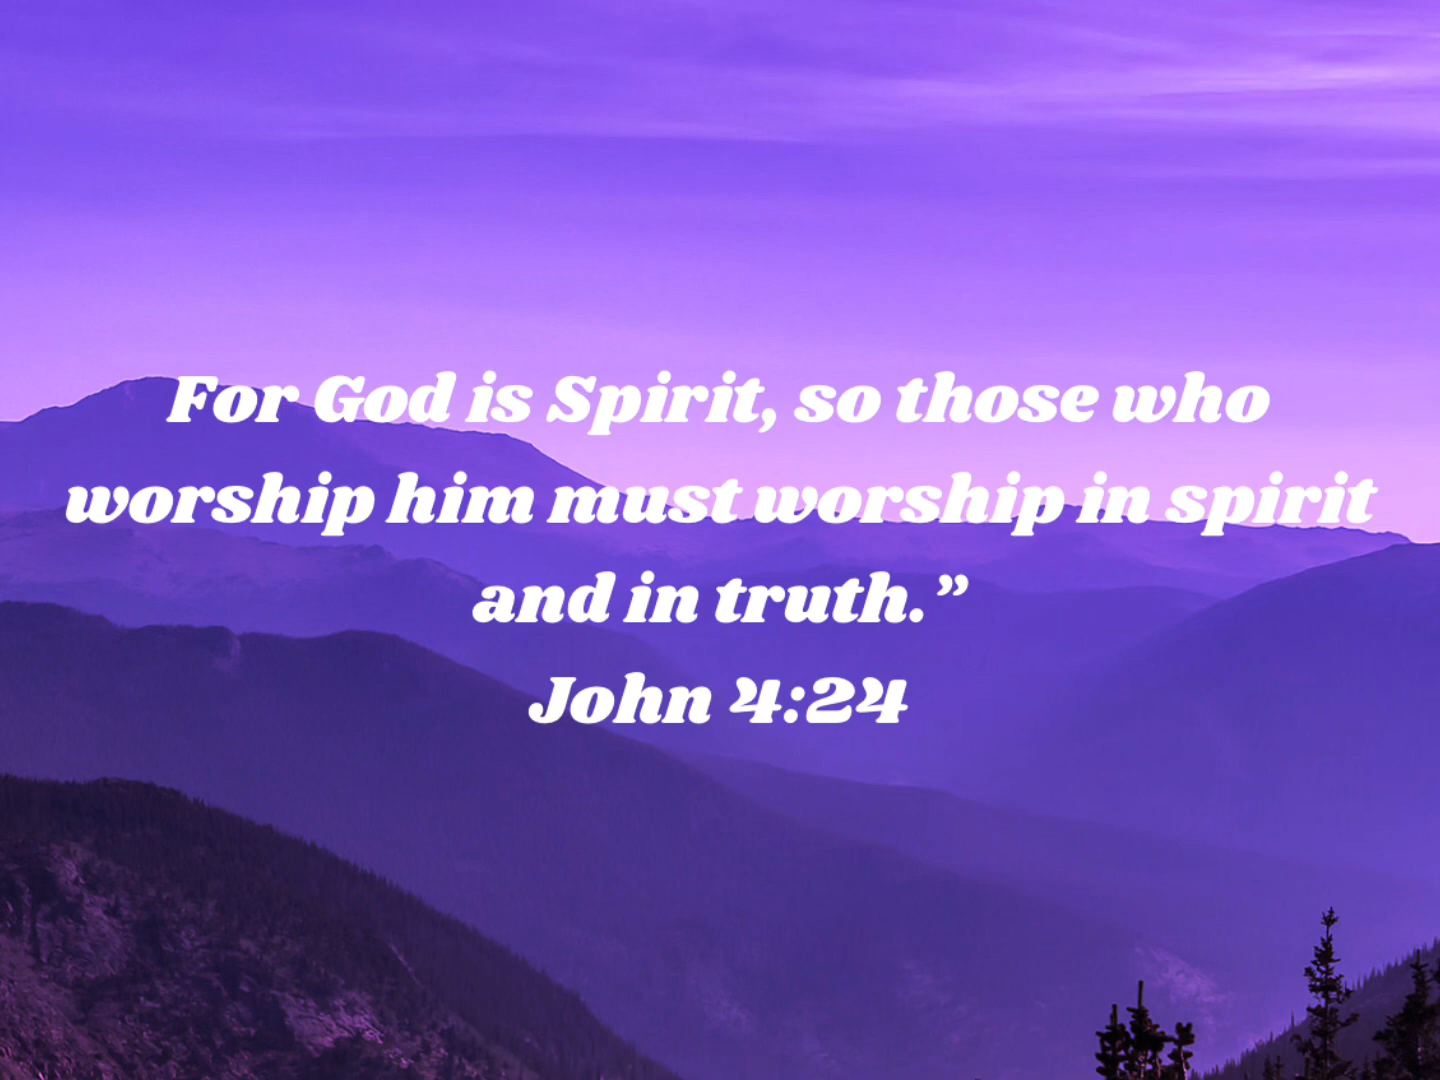 For God is Spirit, so those who
worship him must worship in spirit
and in truth.”
John 4:24